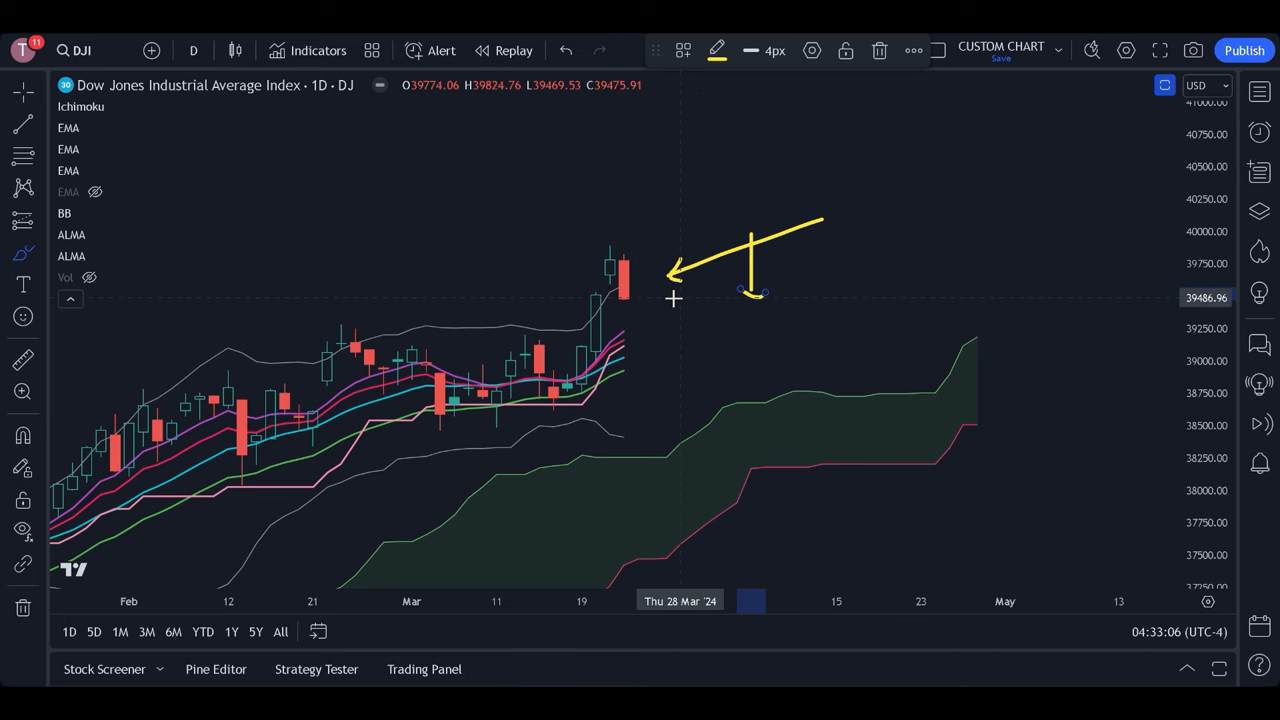 T 11 DJI D Indicators Alert Replay 4px CUSTOM CHART Save Publish
30 Dow Jones Industrial Average Index · 1D · DJ O39774.06 H39824.76 L39469.53 C39475.91 USD
Ichimoku
EMA
EMA
EMA
EMA
BB
ALMA
ALMA
Vol
41000.00
40750.00
40500.00
40250.00
40000.00
39750.00
39486.96
39250.00
39000.00
38750.00
38500.00
38250.00
38000.00
37750.00
37500.00
37250.00
Feb 12 21 Mar 11 19 Thu 28 Mar '24 15 23 May 13
1D 5D 1M 3M 6M YTD 1Y 5Y All 04:33:06 (UTC-4)
Stock Screener Pine Editor Strategy Tester Trading Panel